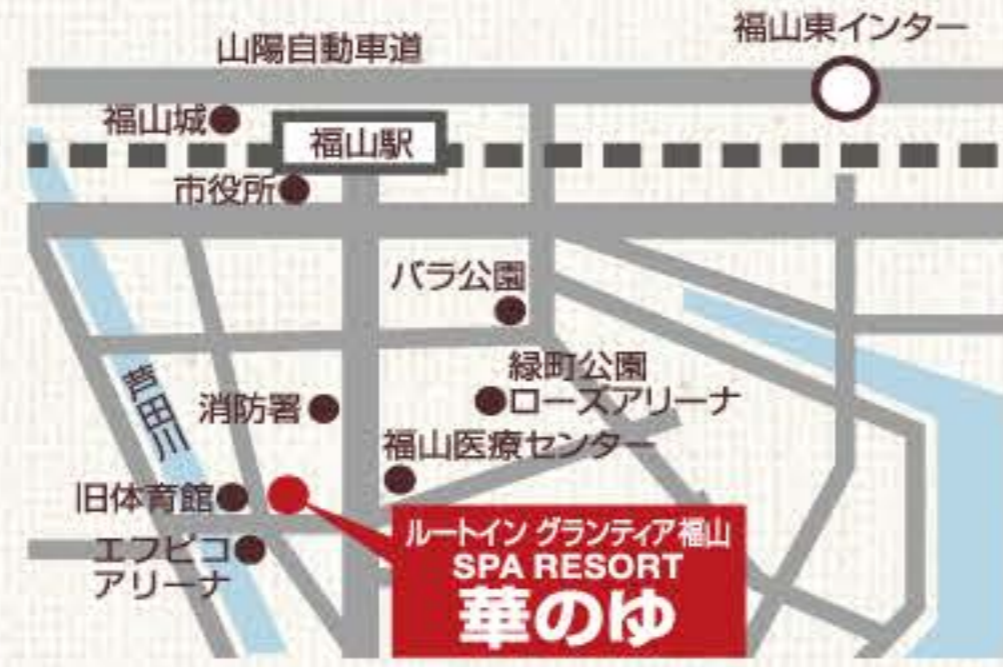 福山東インター
山陽自動車道
福山城
福山駅
市役所
バラ公園
緑町公園
ローズアリーナ
芦田川
消防署
福山医療センター
旧体育館
エフピコ
アリーナ
ルートイン グランティア福山
SPA RESORT
華のゆ